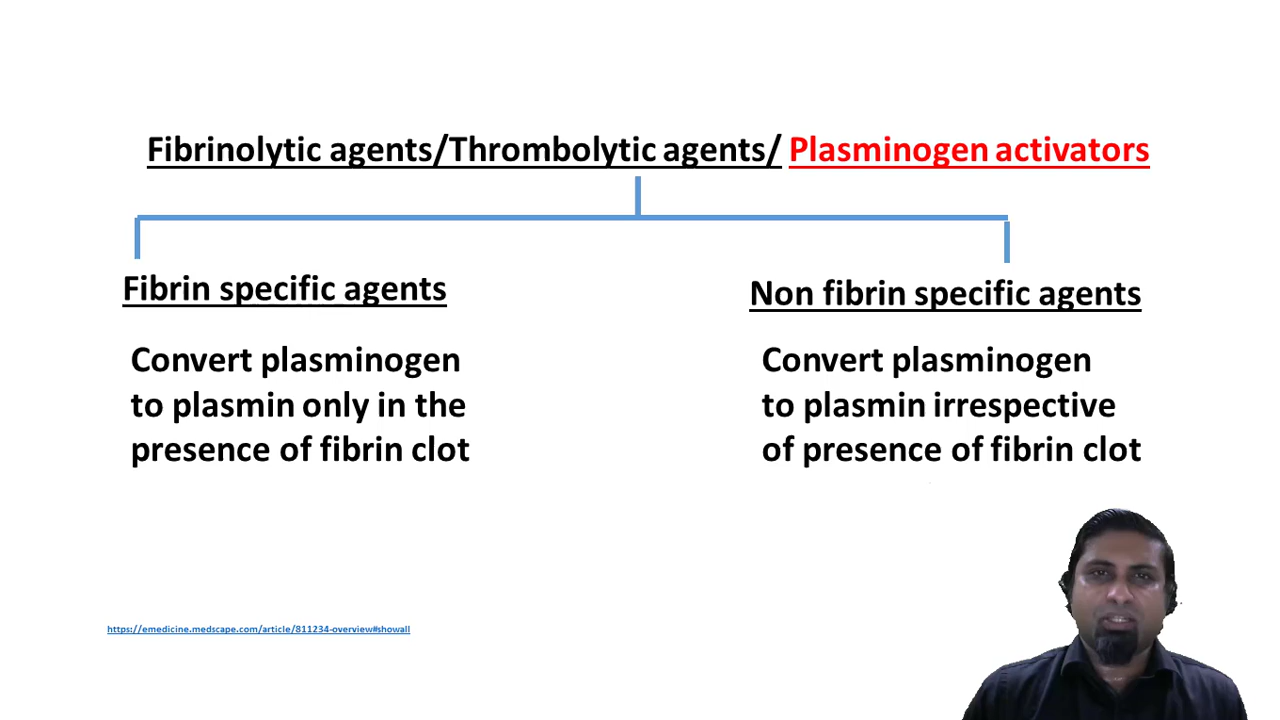 Fibrinolytic agents/Thrombolytic agents/ Plasminogen activators
Fibrin specific agents
Convert plasminogen
to plasmin only in the
presence of fibrin clot
Non fibrin specific agents
Convert plasminogen
to plasmin irrespective
of presence of fibrin clot
https://emedicine.medscape.com/article/811234-overview#showall